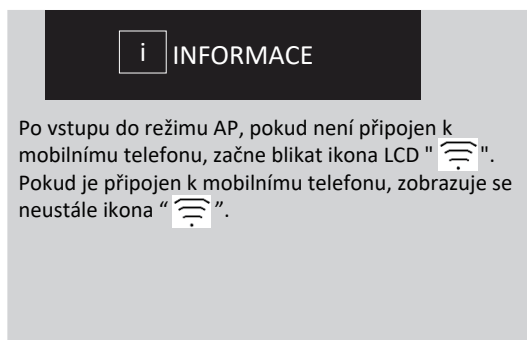 i INFORMACE
Po vstupu do režimu AP, pokud není připojen k
mobilnímu telefonu, začne blikat ikona LCD " ".
Pokud je připojen k mobilnímu telefonu, zobrazuje se
neustále ikona “ ”.